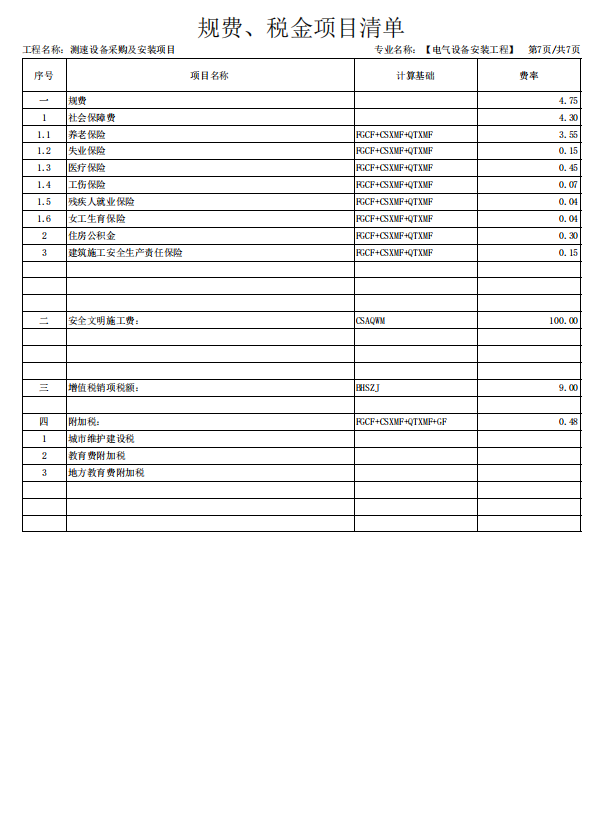 规费、税金项目清单
工程名称：测速设备采购及安装项目 专业名称：【电气设备安装工程】 第7页/共7页
序号 项目名称 计算基础 费率
一 规费 4.75
1 社会保障费 4.30
1.1 养老保险 FGCF+CSXMF+QTXMF 3.55
1.2 失业保险 FGCF+CSXMF+QTXMF 0.15
1.3 医疗保险 FGCF+CSXMF+QTXMF 0.45
1.4 工伤保险 FGCF+CSXMF+QTXMF 0.07
1.5 残疾人就业保险 FGCF+CSXMF+QTXMF 0.04
1.6 女工生育保险 FGCF+CSXMF+QTXMF 0.04
2 住房公积金 FGCF+CSXMF+QTXMF 0.30
3 建筑施工安全生产责任保险 FGCF+CSXMF+QTXMF 0.15
二 安全文明施工费： CSAQWM 100.00
三 增值税销项税额： BHSZJ 9.00
四 附加税： FGCF+CSXMF+QTXMF+GF 0.48
1 城市维护建设税
2 教育费附加税
3 地方教育费附加税